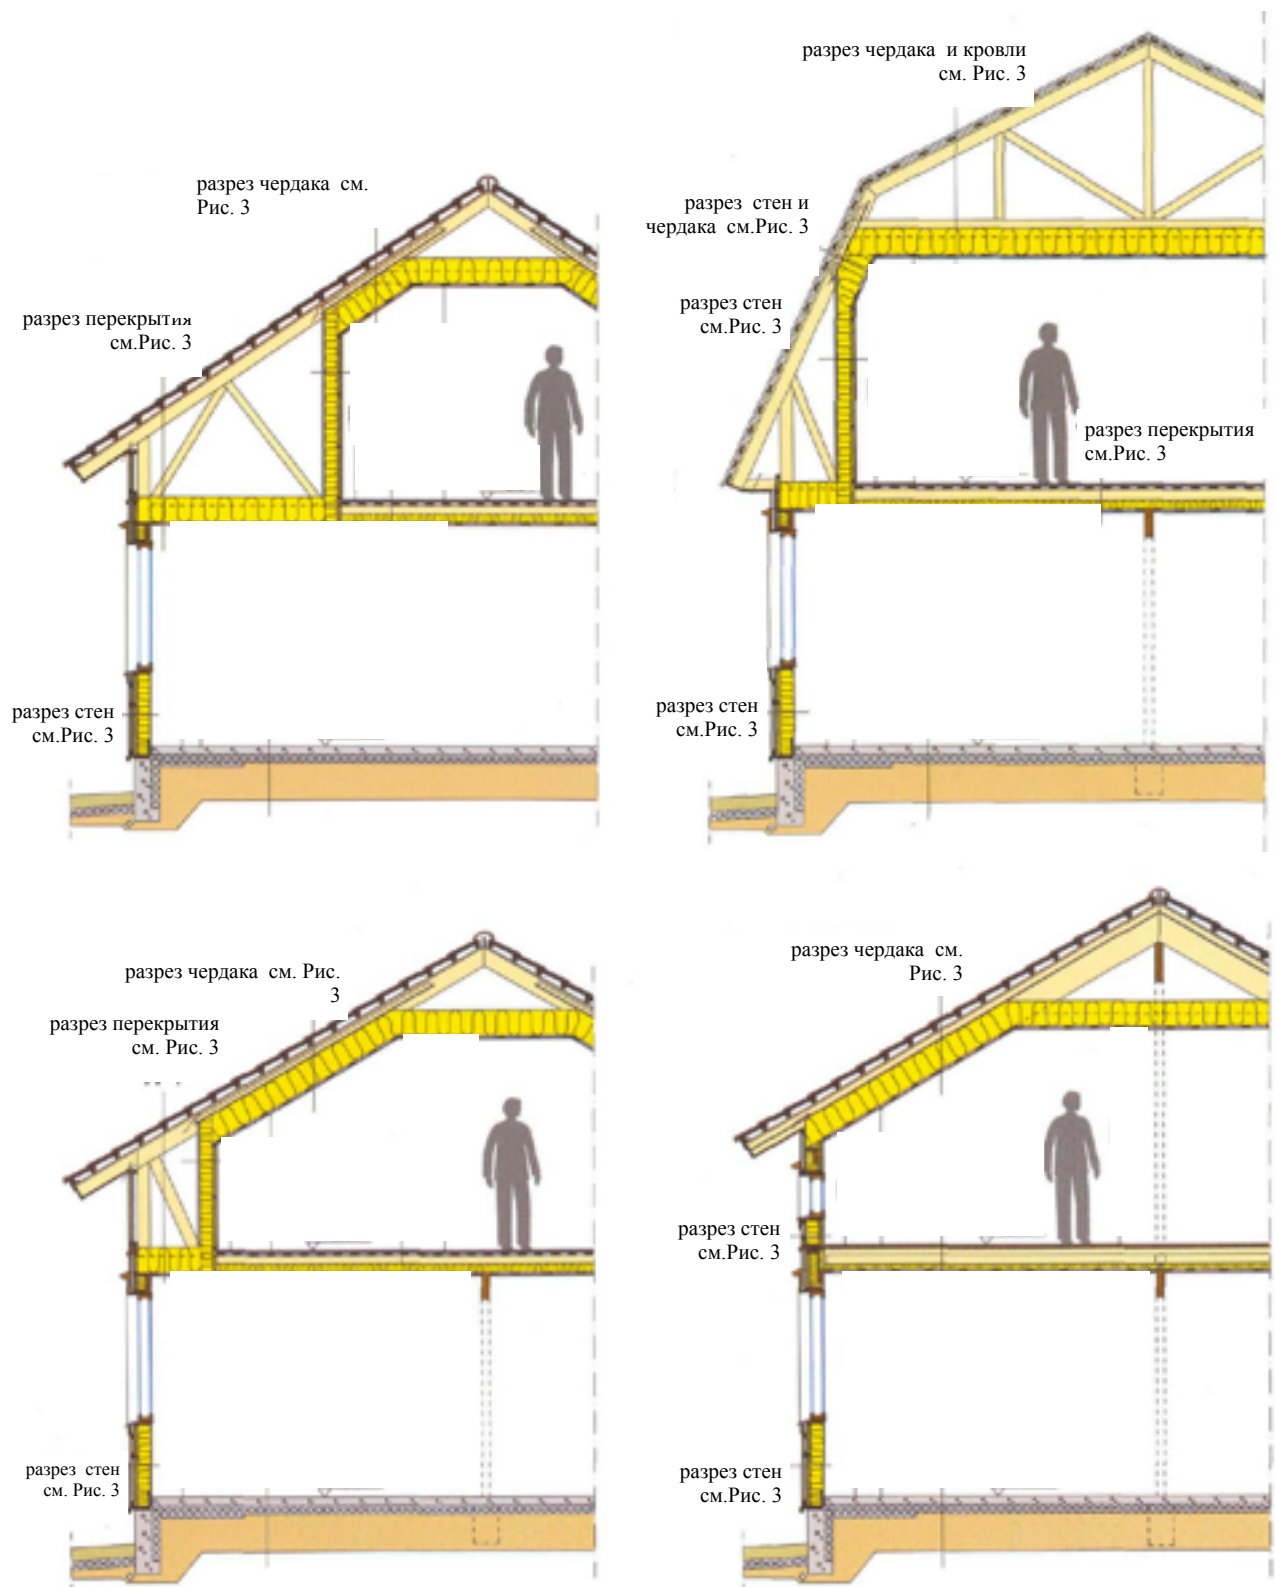 разрез чердака и кровли
см. Рис. 3
разрез чердака см.
Рис. 3
разрез стен и
чердака см.Рис. 3
разрез перекрытия
см.Рис. 3
разрез стен
см.Рис. 3
разрез перекрытия
см.Рис. 3
разрез стен
см.Рис. 3
разрез стен
см.Рис. 3
разрез чердака см. Рис.
3
разрез перекрытия
см. Рис. 3
разрез чердака см.
Рис. 3
разрез стен
см.Рис. 3
разрез стен
см. Рис. 3
разрез стен
см.Рис. 3